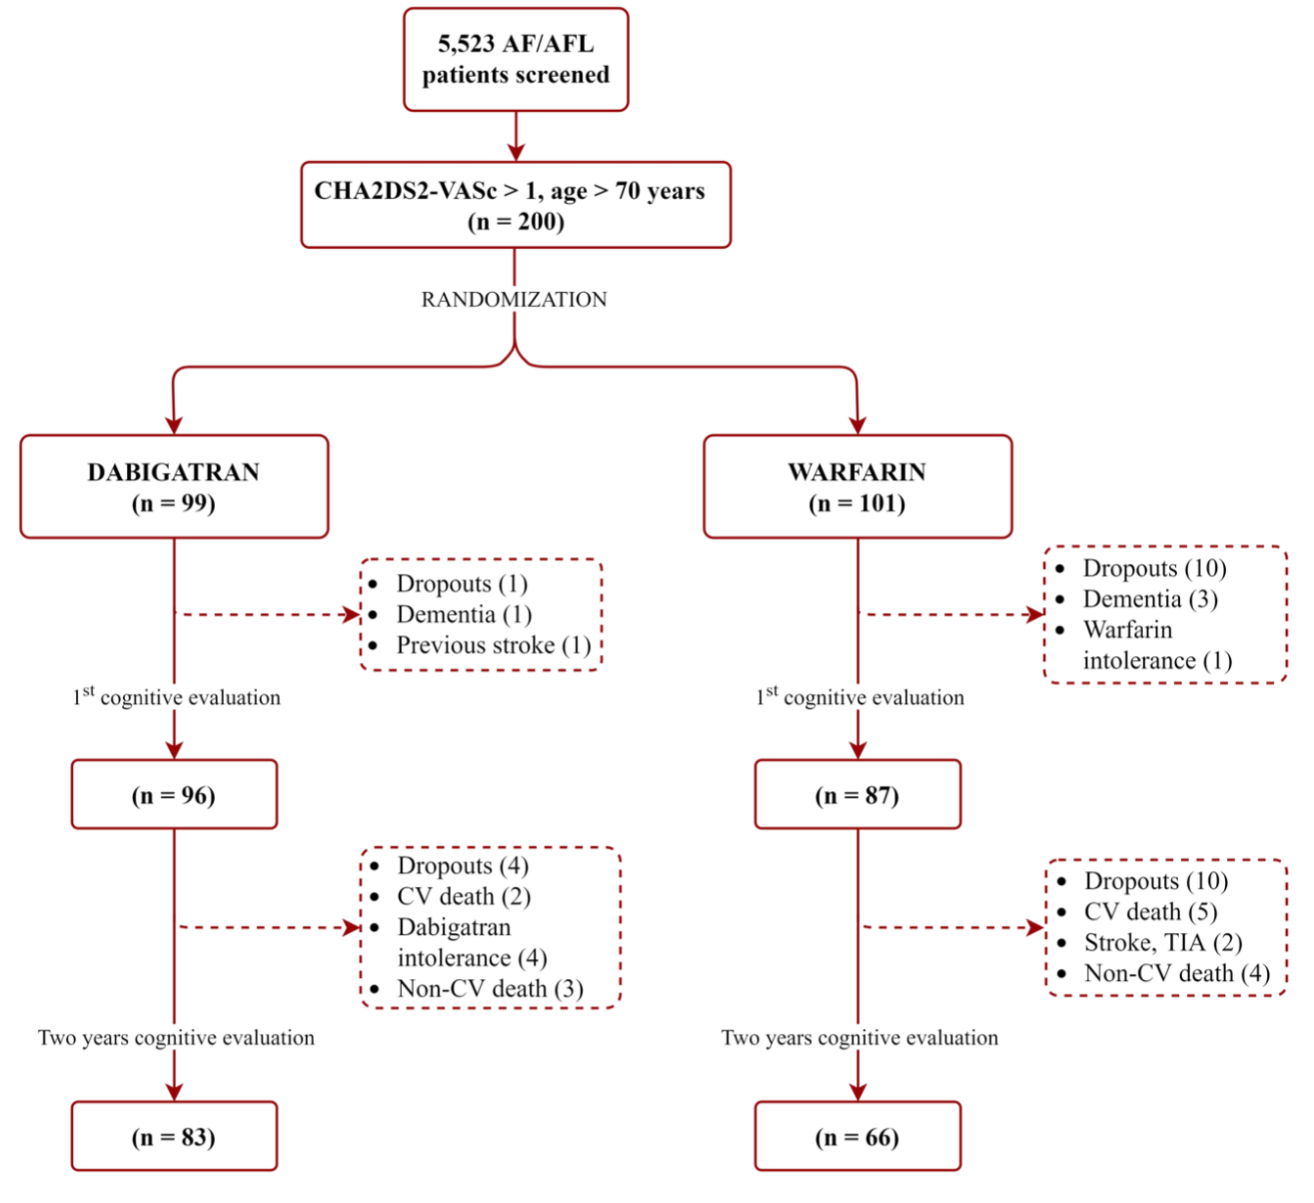 5,523 AF/AFL
patients screened
CHA2DS2-VASc > 1, age > 70 years
(n = 200)
RANDOMIZATION
DABIGATRAN
(n = 99)
WARFARIN
(n = 101)
• Dropouts (1)
• Dementia (1)
• Previous stroke (1)
• Dropouts (10)
• Dementia (3)
• Warfarin
intolerance (1)
1st cognitive evaluation
1st cognitive evaluation
(n = 96)
(n = 87)
• Dropouts (4)
• CV death (2)
• Dabigatran
intolerance (4)
• Non-CV death (3)
• Dropouts (10)
• CV death (5)
• Stroke, TIA (2)
• Non-CV death (4)
Two years cognitive evaluation
Two years cognitive evaluation
(n = 83)
(n = 66)